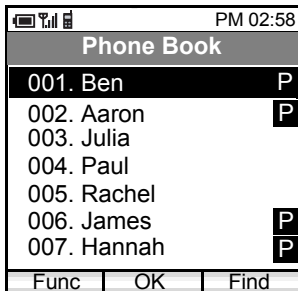 PM 02:58
Phone Book
001. Ben P
002. Aaron P
003. Julia
004. Paul
005. Rachel
006. James P
007. Hannah P
Func OK Find